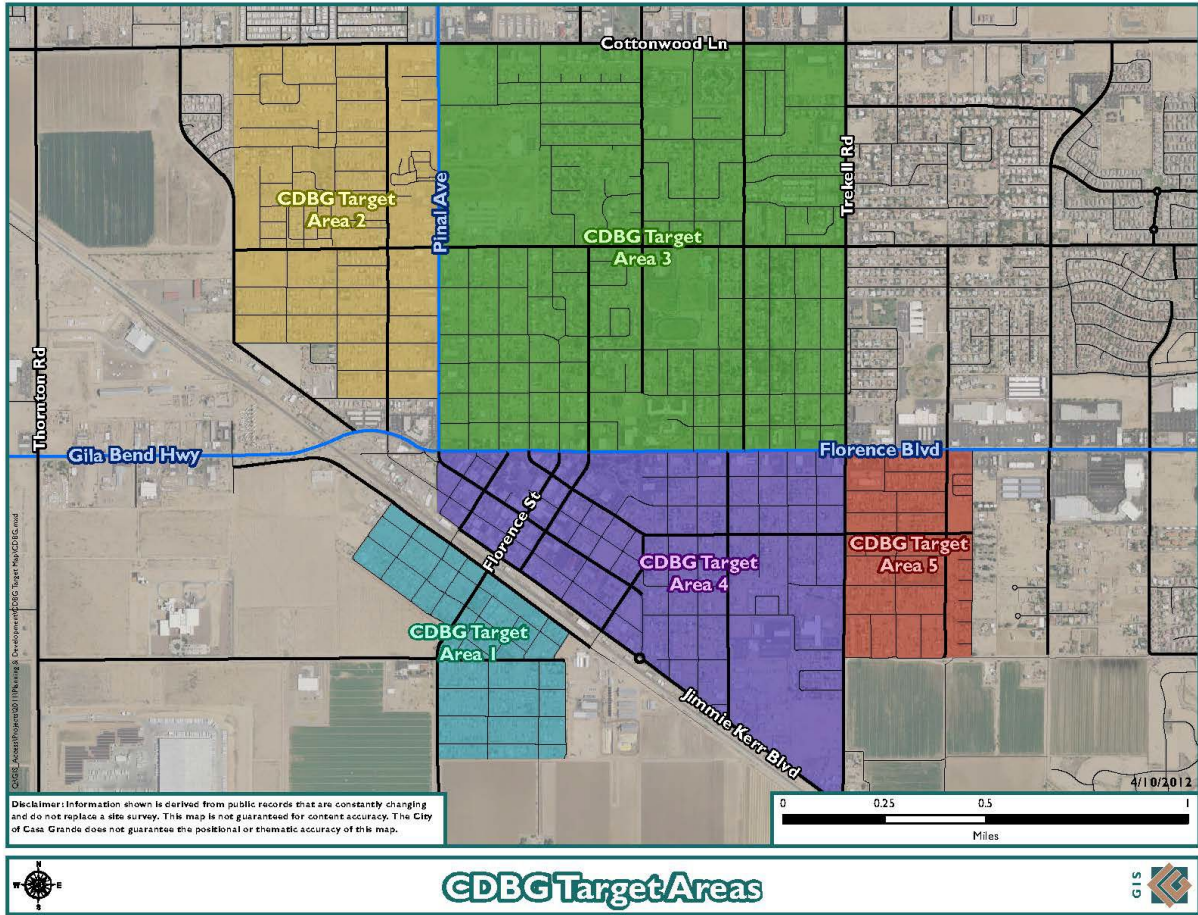 Cottonwood Ln
Trekell Rd
CDBG Target
Area 2
Pinal Ave
CDBG Target
Area 3
Thornton Rd
Gila Bend Hwy
Florence Blvd
Florence St
CDBG Target
Area 4
CDBG Target
Area 5
CDBG Target
Area 1
Jimmie Kerr Blvd
4/10/2012
Disclaimer: Information shown is derived from public records that are constantly changing
and do not replace a site survey. This map is not guaranteed for content accuracy. The City
of Casa Grande does not guarantee the positional or thematic accuracy of this map.
0 0.25 0.5 1
Miles
N
W E
S
CDBG Target Areas
GIS